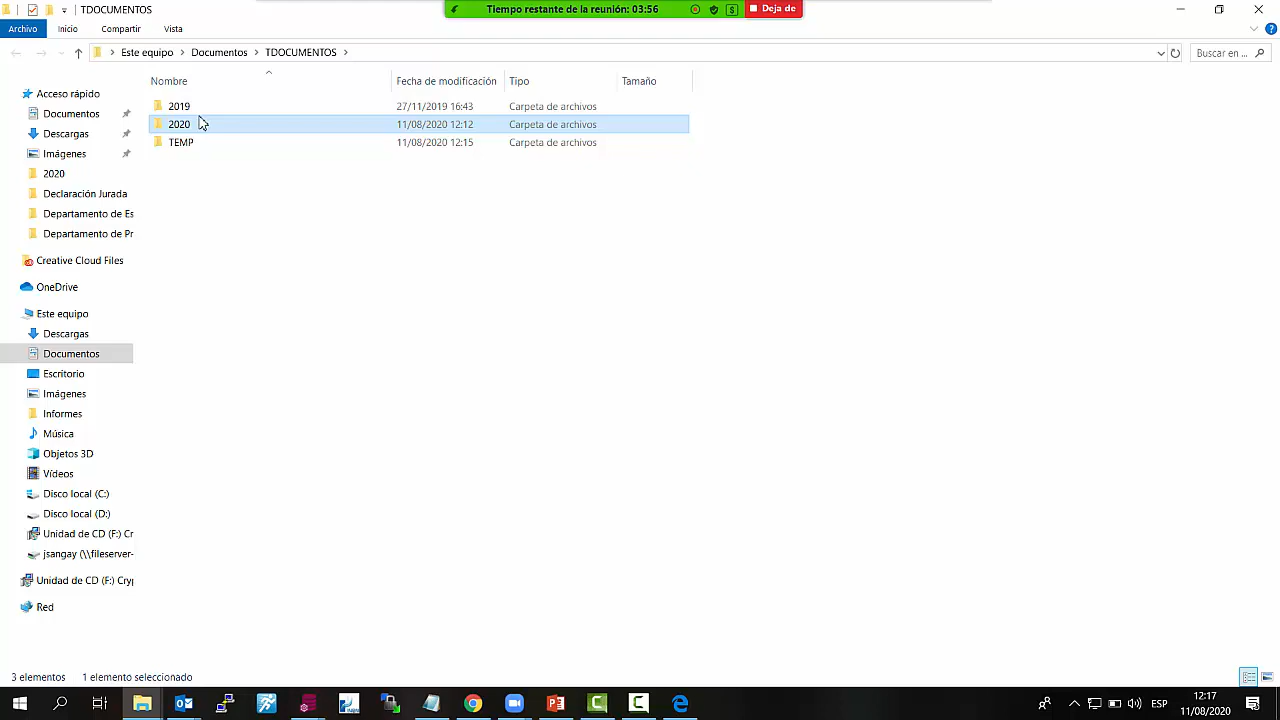 TDOCUMENTOS
Tiempo restante de la reunión: 03:56
Deja de
Archivo Inicio Compartir Vista
Este equipo Documentos TDOCUMENTOS
Buscar en ...
Nombre Fecha de modificación Tipo Tamaño
2019 27/11/2019 16:43 Carpeta de archivos
2020 11/08/2020 12:12 Carpeta de archivos
TEMP 11/08/2020 12:15 Carpeta de archivos
Acceso rápido
Documentos
Descargas
Imágenes
2020
Declaración Jurada
Departamento de Es
Departamento de Pr
Creative Cloud Files
OneDrive
Este equipo
Descargas
Documentos
Escritorio
Imágenes
Informes
Música
Objetos 3D
Vídeos
Disco local (C:)
Disco local (D:)
Unidad de CD (F:) Cr
jsangay (\\fileserver-
Unidad de CD (F:) Cry
Red
3 elementos 1 elemento seleccionado
ESP
12:17
11/08/2020